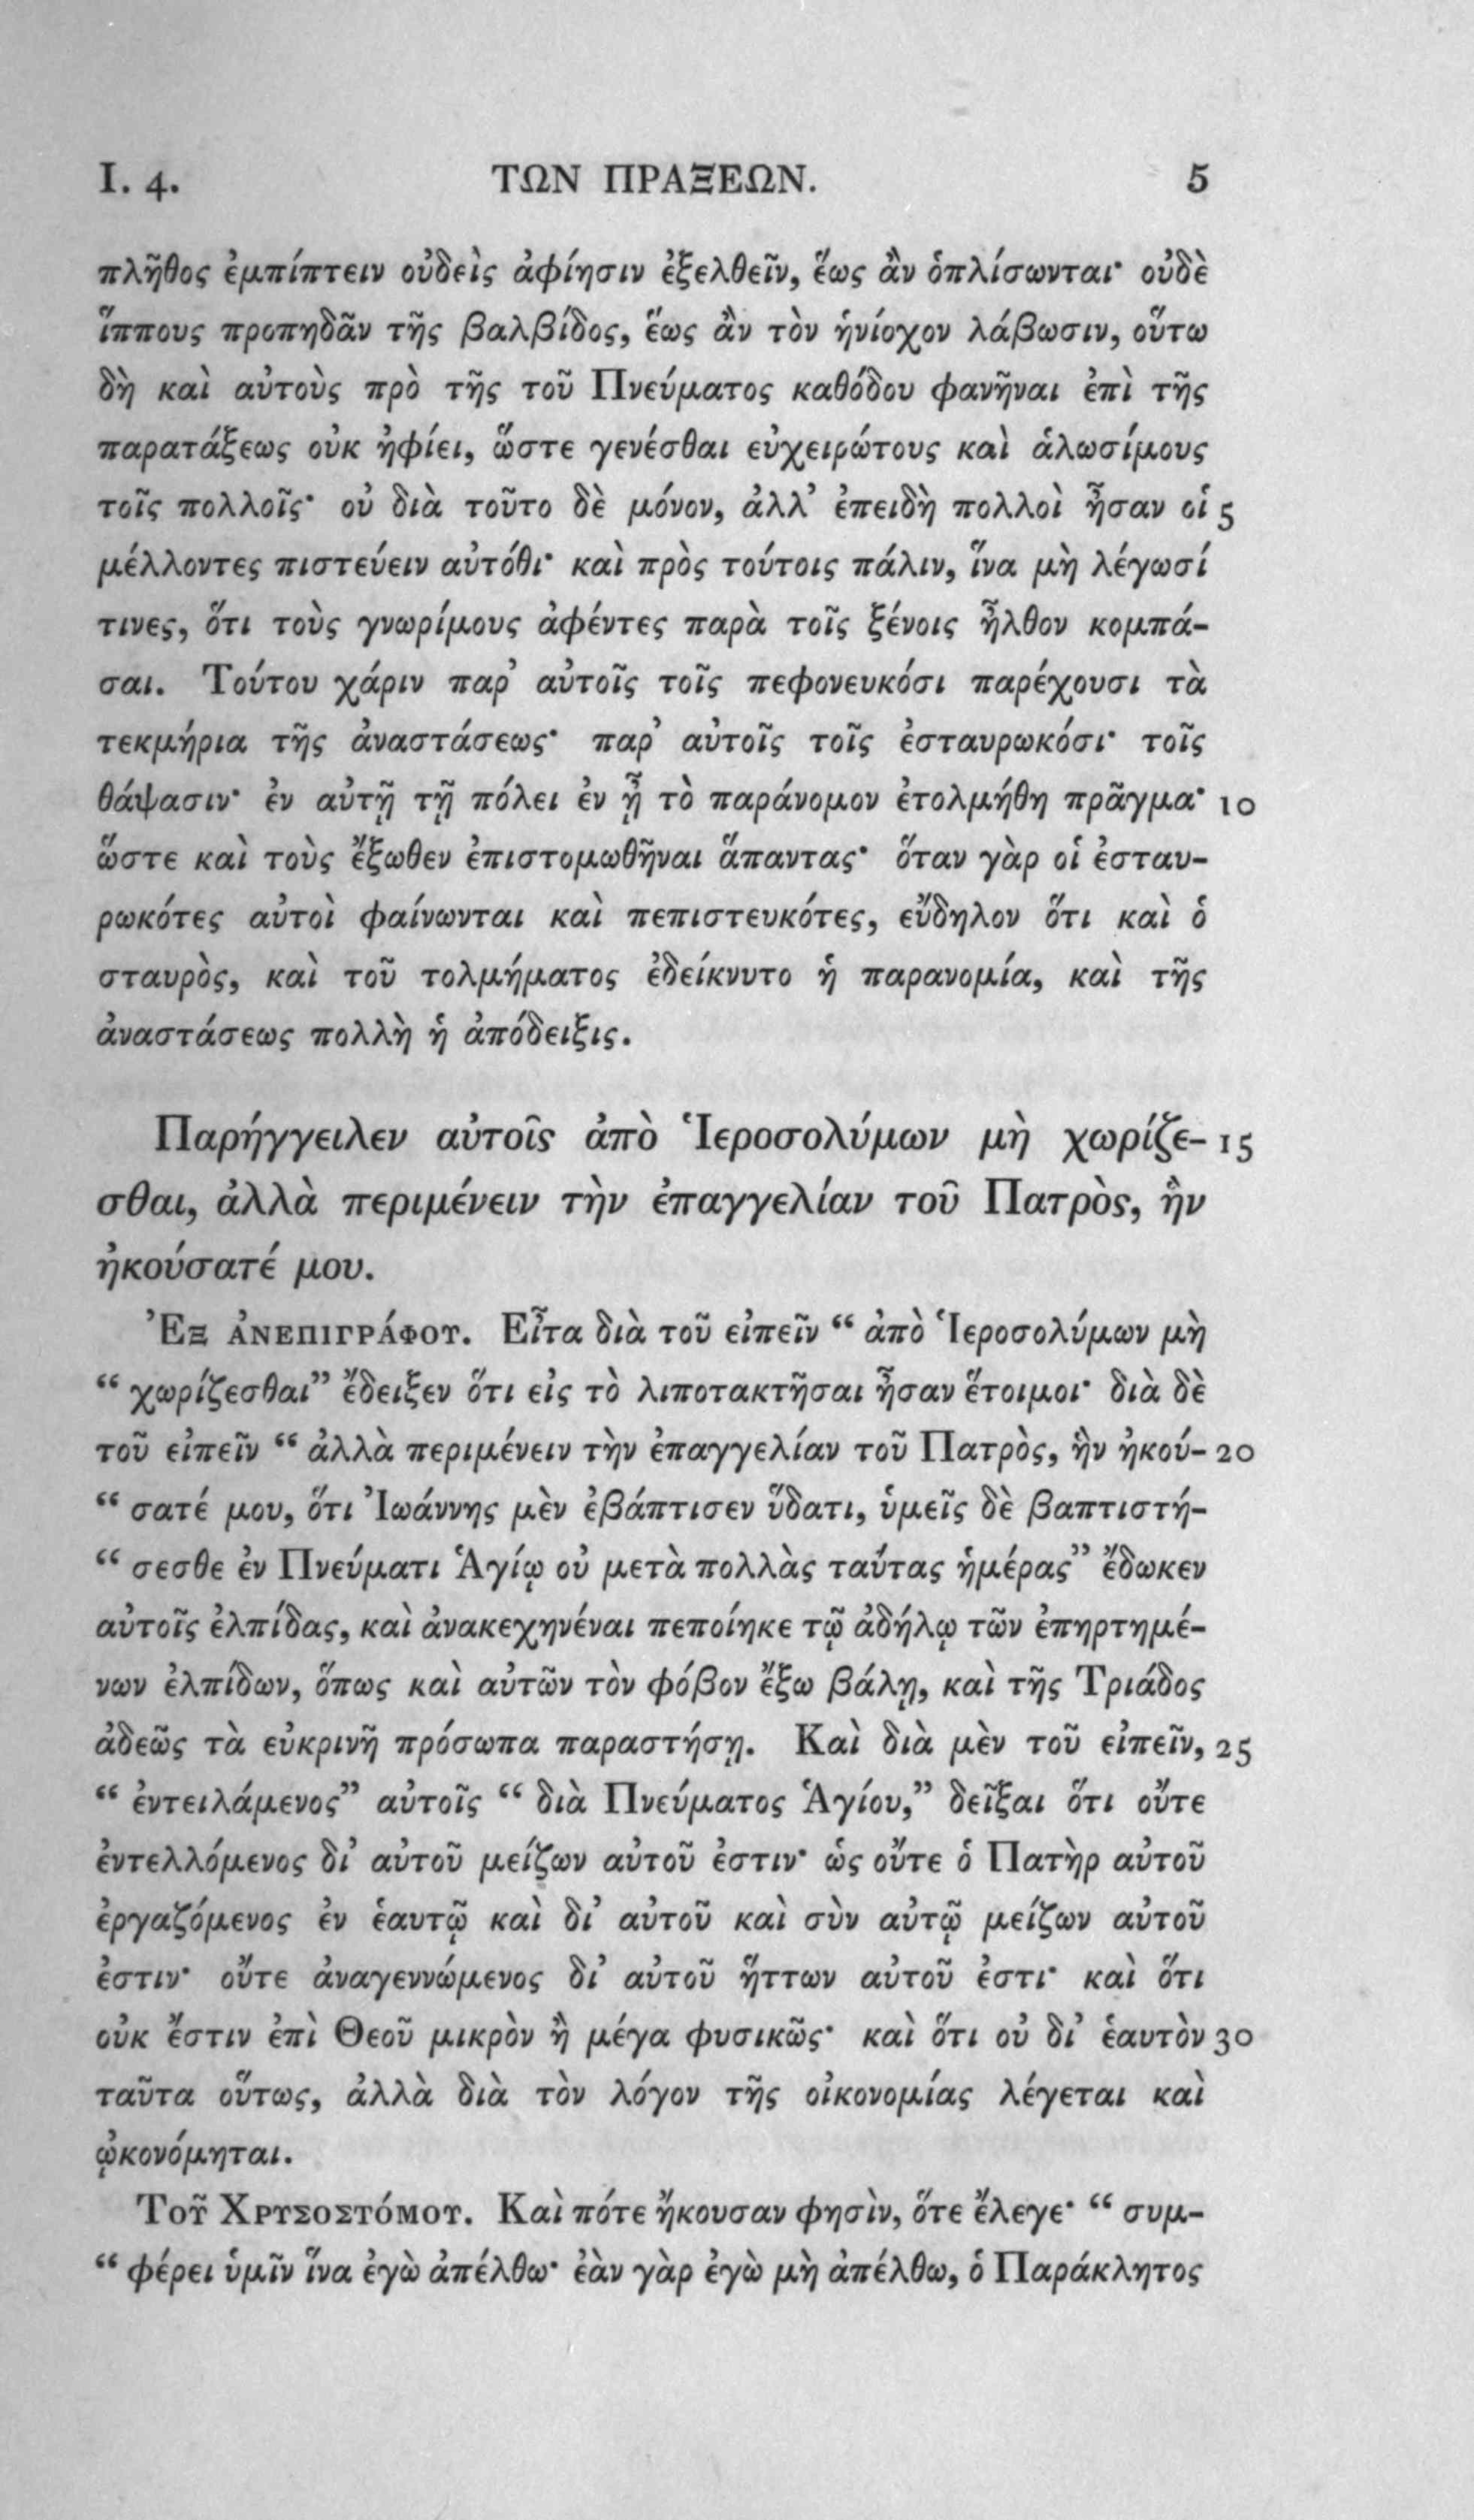 I. 4. ΤΩΝ ΠΡΑΞΕΩΝ. 5
πλῆθος ἐμπίπτειν οὐδεὶς ἀφίησιν ἐξελθεῖν, ἕως ἂν ὁπλίσωνται· οὐδὲ
ἵππους προπηδᾶν τῆς βαλβίδος, ἕως ἂν τὸν ἡνίοχον λάβωσιν, οὕτω
δὴ καὶ αὐτοὺς πρὸ τῆς τοῦ Πνεύματος καθόδου φανῆναι ἐπὶ τῆς
παρατάξεως οὐκ ἠφίει, ὥστε γενέσθαι εὐχειρώτους καὶ ἁλωσίμους
τοῖς πολλοῖς· οὐ διὰ τοῦτο δὲ μόνον, ἀλλ’ ἐπειδὴ πολλοὶ ἦσαν οἱ 5
μέλλοντες πιστεύειν αὐτόθι· καὶ πρὸς τούτοις πάλιν, ἵνα μὴ λέγωσί
τινες, ὅτι τοὺς γνωρίμους ἀφέντες παρὰ τοῖς ξένοις ἦλθον κομπά-
σαι. Τούτου χάριν παρ’ αὐτοῖς τοῖς πεφονευκόσι παρέχουσι τὰ
τεκμήρια τῆς ἀναστάσεως· παρ’ αὐτοῖς τοῖς ἐσταυρωκόσι· τοῖς
θάψασιν· ἐν αὐτῇ τῇ πόλει ἐν ᾗ τὸ παράνομον ἐτολμήθη πρᾶγμα· 10
ὥστε καὶ τοὺς ἔξωθεν ἐπιστομωθῆναι ἅπαντας· ὅταν γὰρ οἱ ἐσταυ-
ρωκότες αὐτοὶ φαίνωνται καὶ πεπιστευκότες, εὔδηλον ὅτι καὶ ὁ
σταυρὸς, καὶ τοῦ τολμήματος ἐδείκνυτο ἡ παρανομία, καὶ τῆς
ἀναστάσεως πολλὴ ἡ ἀπόδειξις.
Παρήγγειλεν αὐτοῖς ἀπὸ Ἱεροσολύμων μὴ χωρίζε- 15
σθαι, ἀλλὰ περιμένειν τὴν ἐπαγγελίαν τοῦ Πατρὸς, ἣν
ἠκούσατέ μου.
Ἐξ ἀνεπιγράφου. Εἶτα διὰ τοῦ εἰπεῖν “ ἀπὸ Ἱεροσολύμων μὴ
“ χωρίζεσθαι” ἔδειξεν ὅτι εἰς τὸ λιποτακτῆσαι ἦσαν ἕτοιμοι· διὰ δὲ
τοῦ εἰπεῖν “ ἀλλὰ περιμένειν τὴν ἐπαγγελίαν τοῦ Πατρὸς, ἣν ἠκού- 20
“ σατέ μου, ὅτι Ἰωάννης μὲν ἐβάπτισεν ὕδατι, ὑμεῖς δὲ βαπτιστή-
“ σεσθε ἐν Πνεύματι Ἁγίῳ οὐ μετὰ πολλὰς ταύτας ἡμέρας” ἔδωκεν
αὐτοῖς ἐλπίδας, καὶ ἀνακεχηνέναι πεποίηκε τῷ ἀδήλῳ τῶν ἐπηρτημέ-
νων ἐλπίδων, ὅπως καὶ αὐτῶν τὸν φόβον ἔξω βάλῃ, καὶ τῆς Τριάδος
ἀδεῶς τὰ εὐκρινῆ πρόσωπα παραστήσῃ. Καὶ διὰ μὲν τοῦ εἰπεῖν, 25
“ ἐντειλάμενος” αὐτοῖς “ διὰ Πνεύματος Ἁγίου,” δεῖξαι ὅτι οὔτε
ἐντελλόμενος δι’ αὐτοῦ μείζων αὐτοῦ ἐστιν· ὡς οὔτε ὁ Πατὴρ αὐτοῦ
ἐργαζόμενος ἐν ἑαυτῷ καὶ δι’ αὐτοῦ καὶ σὺν αὐτῷ μείζων αὐτοῦ
ἐστιν· οὔτε ἀναγεννώμενος δι’ αὐτοῦ ἥττων αὐτοῦ ἐστι· καὶ ὅτι
οὐκ ἔστιν ἐπὶ Θεοῦ μικρὸν ἢ μέγα φυσικῶς· καὶ ὅτι οὐ δι’ ἑαυτὸν 30
ταῦτα οὕτως, ἀλλὰ διὰ τὸν λόγον τῆς οἰκονομίας λέγεται καὶ
ᾠκονόμηται.
Τοῦ Χρυσοστόμου. Καὶ πότε ἤκουσαν φησὶν, ὅτε ἔλεγε· “ συμ-
“ φέρει ὑμῖν ἵνα ἐγὼ ἀπέλθω· ἐὰν γὰρ ἐγὼ μὴ ἀπέλθω, ὁ Παράκλητος